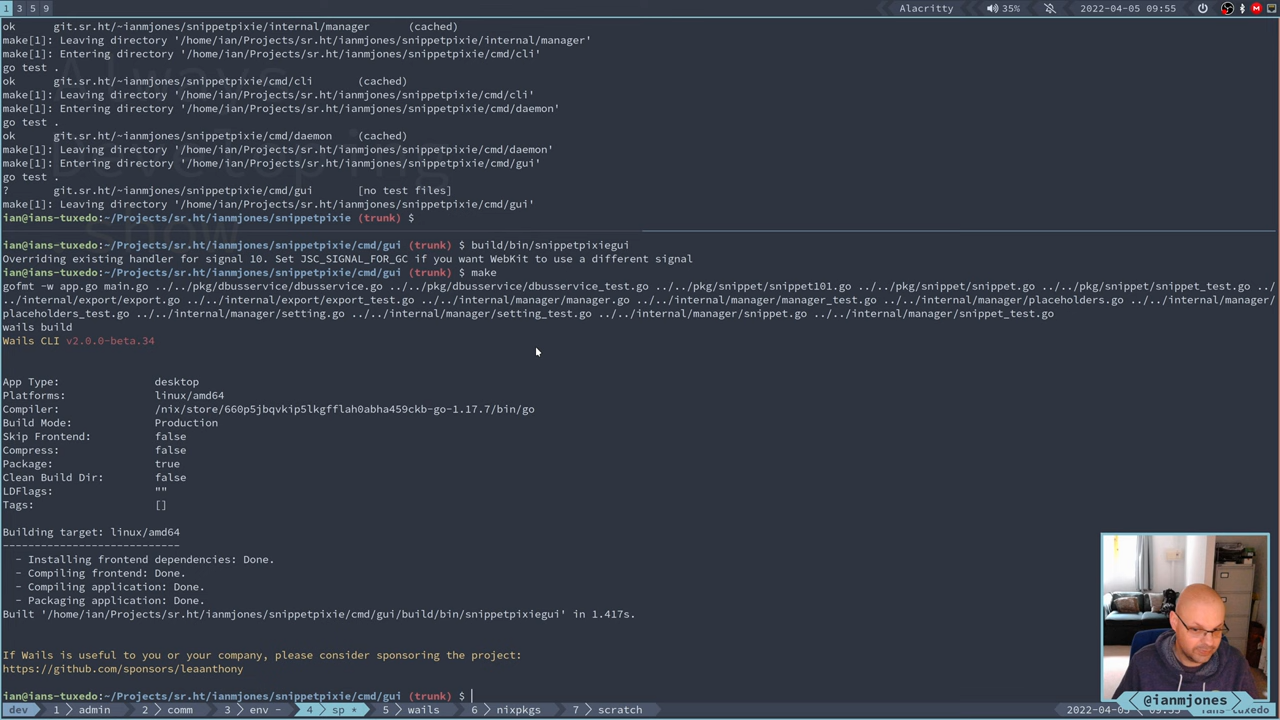 1 3 5 9 Alacritty 35% 2022-04-05 09:55
ok git.sr.ht/~ianmjones/snippetpixie/internal/manager (cached)
make[1]: Leaving directory '/home/ian/Projects/sr.ht/ianmjones/snippetpixie/internal/manager'
make[1]: Entering directory '/home/ian/Projects/sr.ht/ianmjones/snippetpixie/cmd/cli'
go test .
ok git.sr.ht/~ianmjones/snippetpixie/cmd/cli (cached)
make[1]: Leaving directory '/home/ian/Projects/sr.ht/ianmjones/snippetpixie/cmd/cli'
make[1]: Entering directory '/home/ian/Projects/sr.ht/ianmjones/snippetpixie/cmd/daemon'
go test .
ok git.sr.ht/~ianmjones/snippetpixie/cmd/daemon (cached)
make[1]: Leaving directory '/home/ian/Projects/sr.ht/ianmjones/snippetpixie/cmd/daemon'
make[1]: Entering directory '/home/ian/Projects/sr.ht/ianmjones/snippetpixie/cmd/gui'
go test .
? git.sr.ht/~ianmjones/snippetpixie/cmd/gui [no test files]
make[1]: Leaving directory '/home/ian/Projects/sr.ht/ianmjones/snippetpixie/cmd/gui'
ian@ians-tuxedo:~/Projects/sr.ht/ianmjones/snippetpixie (trunk) $
ian@ians-tuxedo:~/Projects/sr.ht/ianmjones/snippetpixie/cmd/gui (trunk) $ build/bin/snippetpixiegui
Overriding existing handler for signal 10. Set JSC_SIGNAL_FOR_GC if you want WebKit to use a different signal
ian@ians-tuxedo:~/Projects/sr.ht/ianmjones/snippetpixie/cmd/gui (trunk) $ make
gofmt -w app.go main.go ../../pkg/dbusservice/dbusservice.go ../../pkg/dbusservice/dbusservice_test.go ../../pkg/snippet/snippet101.go ../../pkg/snippet/snippet_test.go ../
../internal/export/export.go ../../internal/export/export_test.go ../../internal/manager/manager.go ../../internal/manager/manager_test.go ../../internal/manager/placeholders.go ../../internal/manager/
placeholders_test.go ../../internal/manager/setting.go ../../internal/manager/setting_test.go ../../internal/manager/snippet.go ../../internal/manager/snippet_test.go
wails build
Wails CLI v2.0.0-beta.34
App Type: desktop
Platforms: linux/amd64
Compiler: /nix/store/660p5jbqvkip5lkgfflah0abha459ckb-go-1.17.7/bin/go
Build Mode: Production
Skip Frontend: false
Compress: false
Package: true
Clean Build Dir: false
LDFlags: ""
Tags: []
Building target: linux/amd64
----------------------------
- Installing frontend dependencies: Done.
- Compiling frontend: Done.
- Compiling application: Done.
- Packaging application: Done.
Built '/home/ian/Projects/sr.ht/ianmjones/snippetpixie/cmd/gui/build/bin/snippetpixiegui' in 1.417s.
If Wails is useful to you or your company, please consider sponsoring the project:
https://github.com/sponsors/leaanthony
ian@ians-tuxedo:~/Projects/sr.ht/ianmjones/snippetpixie/cmd/gui (trunk) $
@ianmjones
dev 1 admin 2 comm 3 env - 4 sp * 5 wails 6 nixpkgs 7 scratch